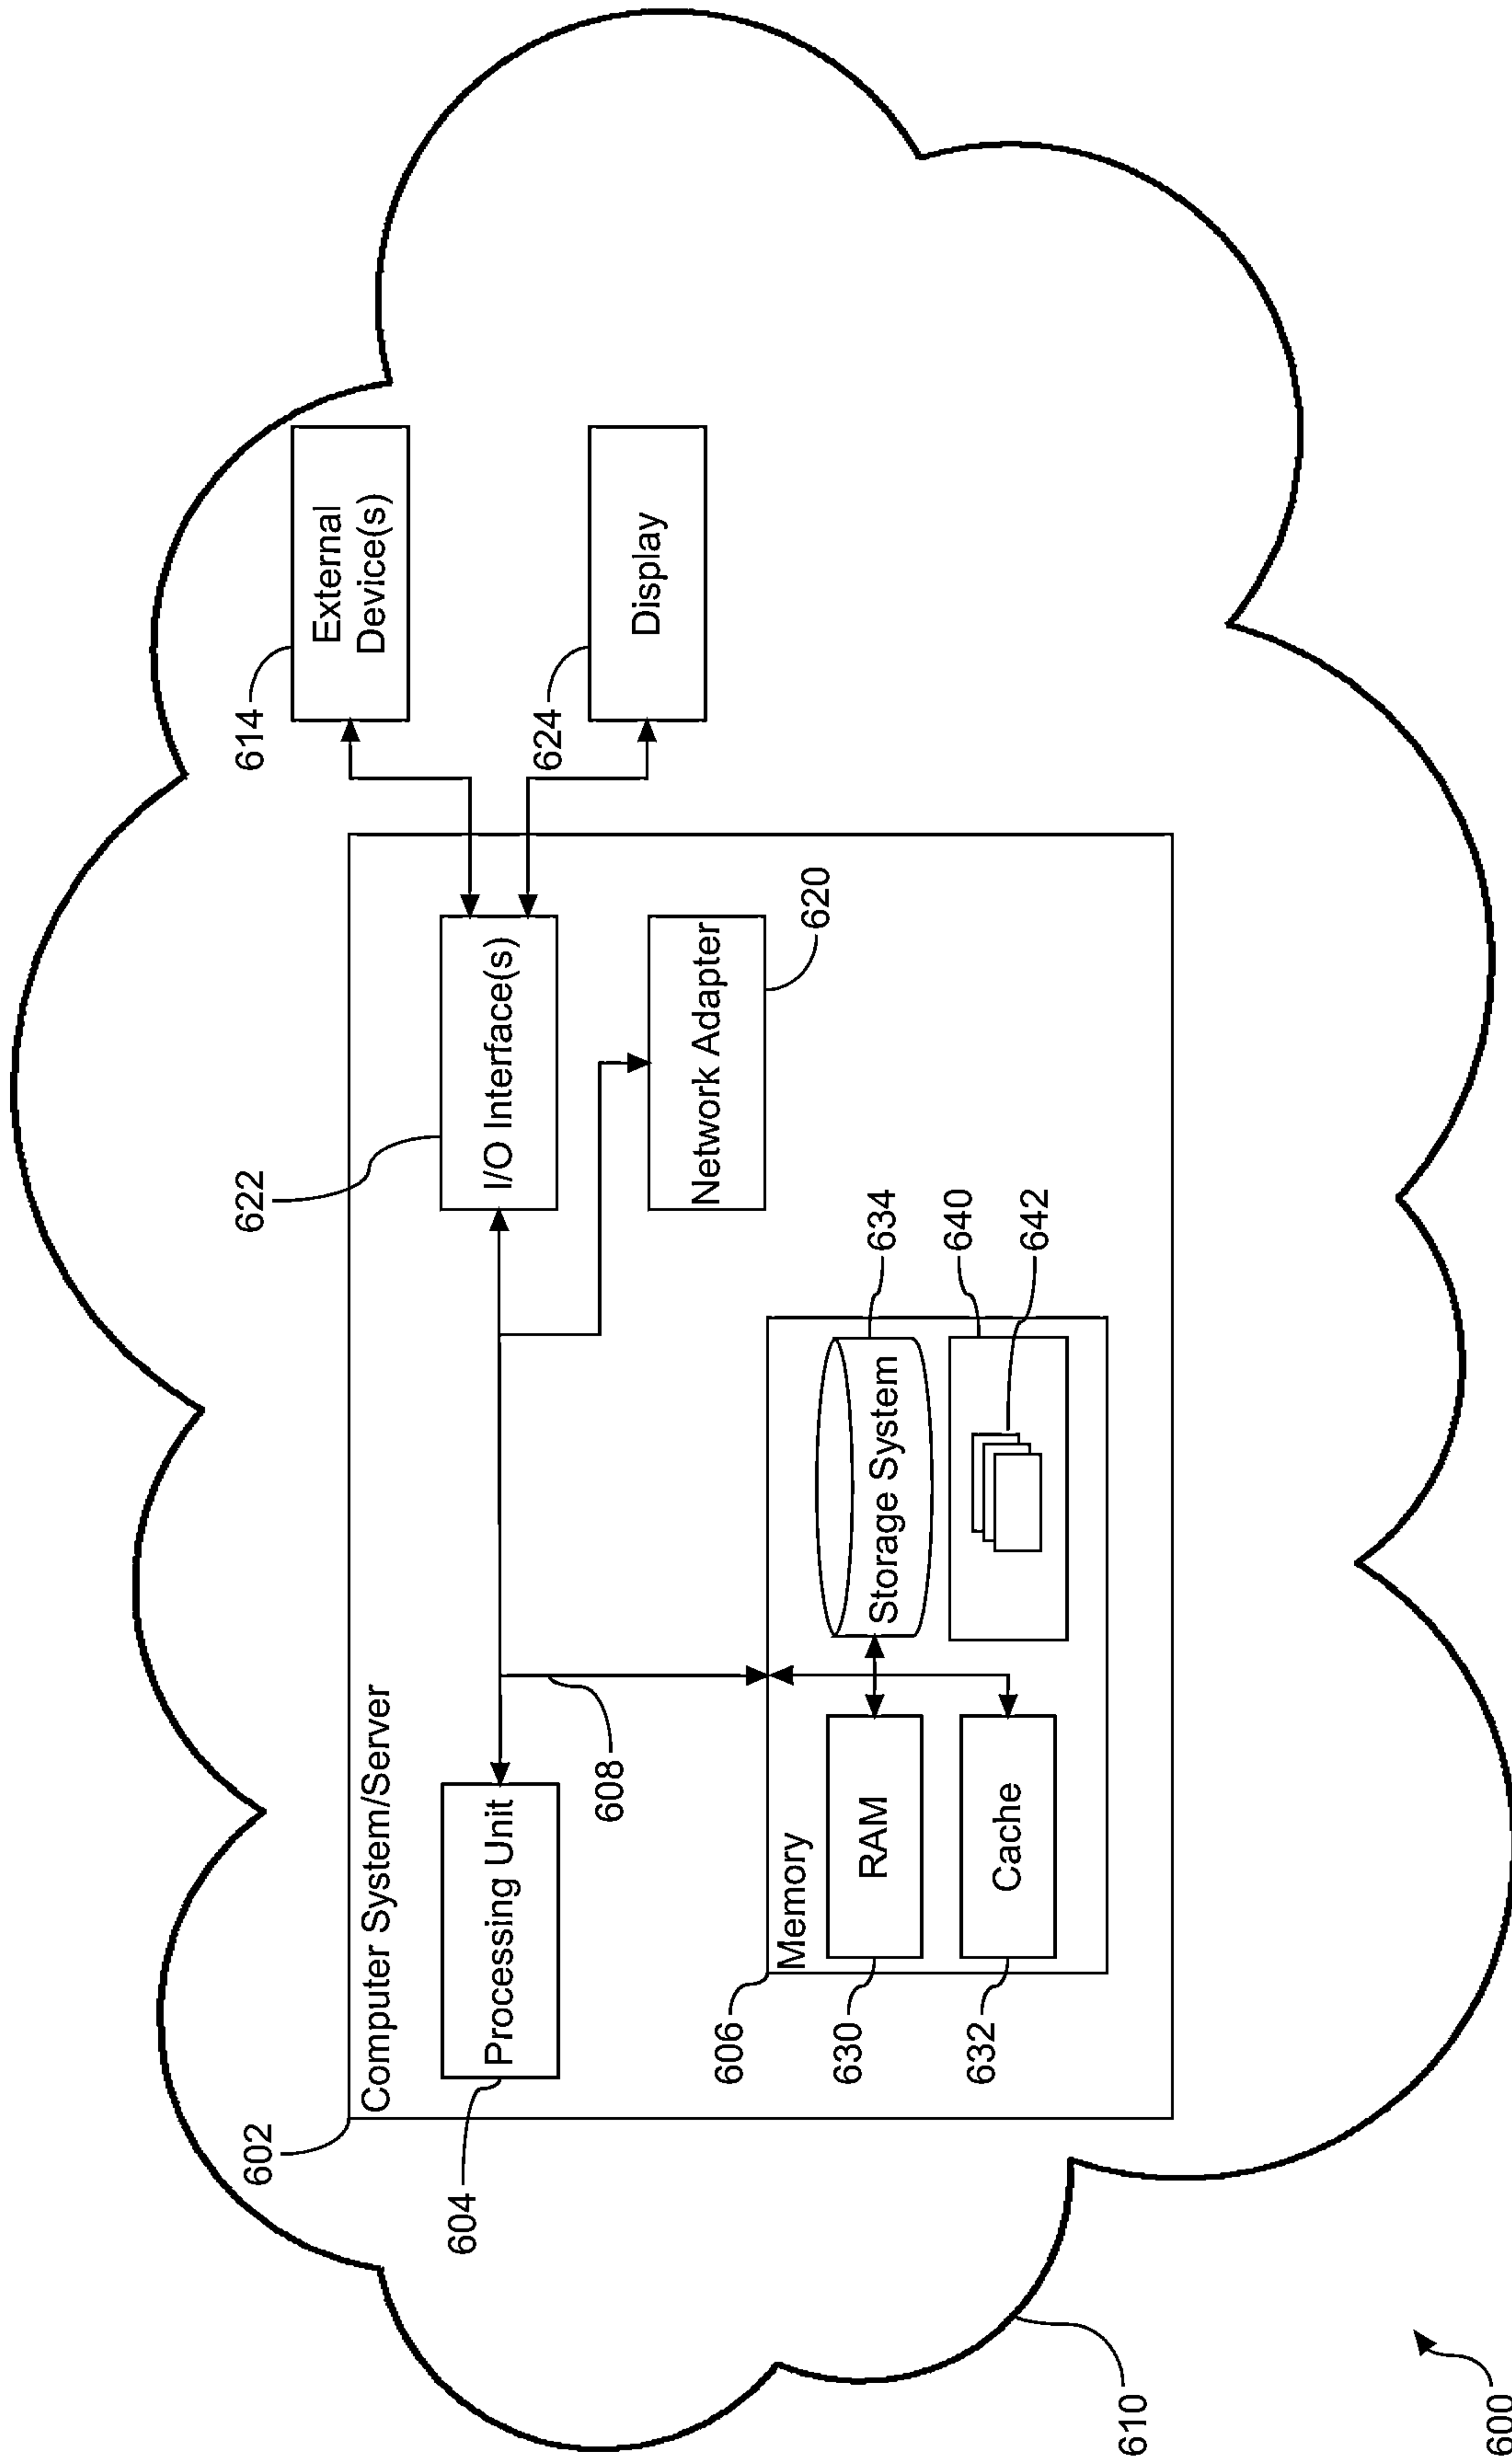 602
Computer System/Server
604
Processing Unit
608
622
I/O Interface(s)
614
External
Device(s)
624
Display
Network Adapter
620
606
Memory
630
RAM
632
Cache
Storage System
634
640
642
610
600